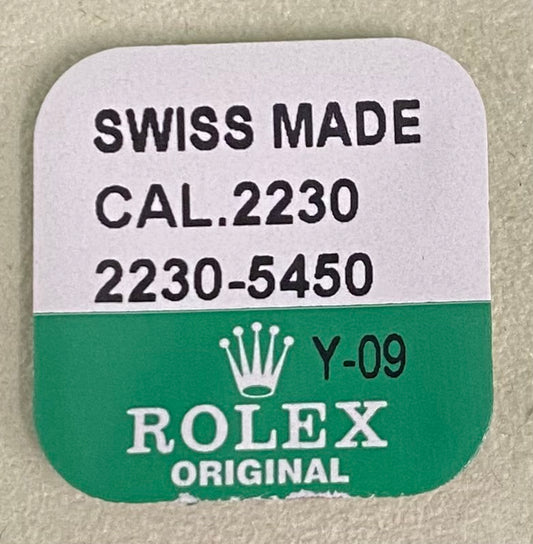 SWISS MADE
CAL.2230
2230-5450
Y-09
ROLEX
ORIGINAL